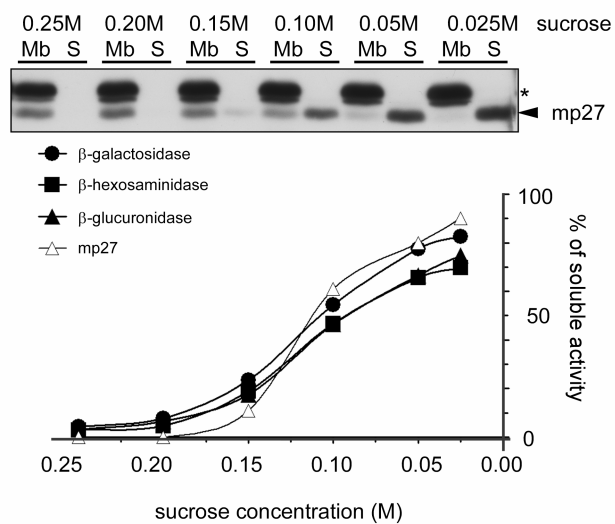 0.25M 0.20M 0.15M 0.10M 0.05M 0.025M sucrose
Mb S Mb S Mb S Mb S Mb S Mb S
*
mp27
β-galactosidase
β-hexosaminidase
β-glucuronidase
mp27
100
50
0
% of soluble activity
0.25 0.20 0.15 0.10 0.05 0.00
sucrose concentration (M)